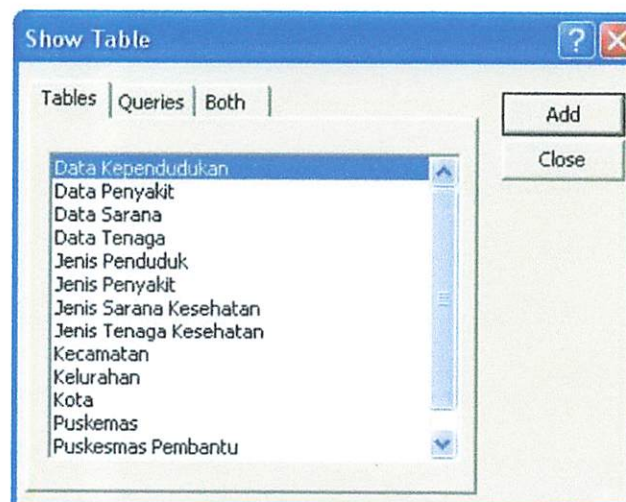 Show Table
Tables Queries Both
Add
Close
Data Kependudukan
Data Penyakit
Data Sarana
Data Tenaga
Jenis Penduduk
Jenis Penyakit
Jenis Sarana Kesehatan
Jenis Tenaga Kesehatan
Kecamatan
Kelurahan
Kota
Puskemas
Puskesmas Pembantu